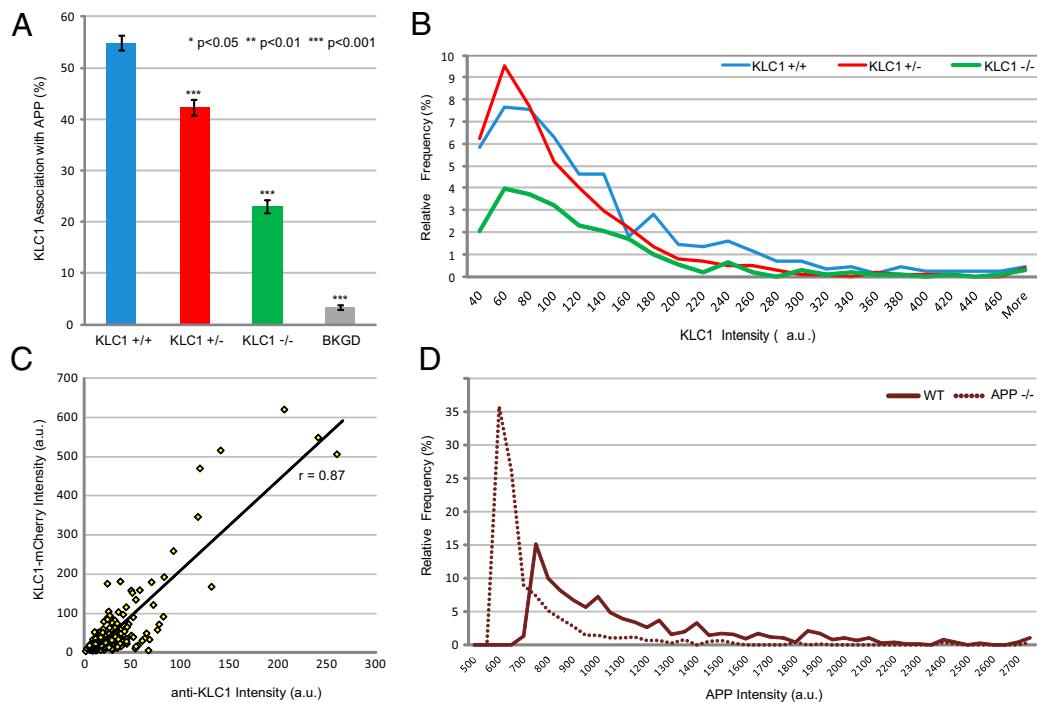 A
* p<0.05 ** p<0.01 *** p<0.001
KLC1 Association with APP (%)
60
50
40
30
20
10
0
***
***
***
KLC1 +/+ KLC1 +/- KLC1 -/- BKGD
B
KLC1 +/+ KLC1 +/- KLC1 -/-
Relative Frequency (%)
10
9
8
7
6
5
4
3
2
1
0
40 60 80 100 120 140 160 180 200 220 240 260 280 300 320 340 360 380 400 420 440 460 More
KLC1 Intensity ( a.u.)
C
KLC1-mCherry Intensity (a.u.)
700
600
500
400
300
200
100
0
r = 0.87
0 50 100 150 200 250 300
anti-KLC1 Intensity (a.u.)
D
WT APP -/-
Relative Frequency (%)
35
30
25
20
15
10
5
0
500 600 700 800 900 1000 1100 1200 1300 1400 1500 1600 1700 1800 1900 2000 2100 2200 2300 2400 2500 2600 2700
APP Intensity (a.u.)